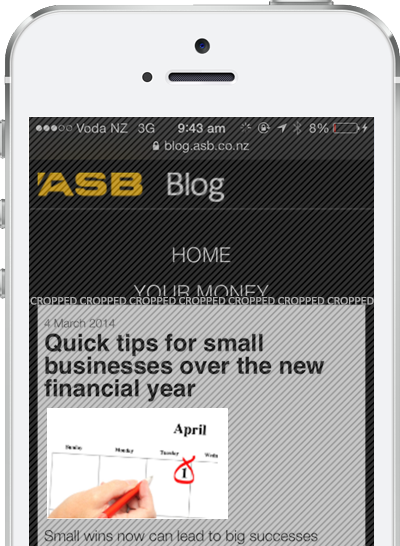 Voda NZ 3G 9:43 am 8%
blog.asb.co.nz
ASB Blog
HOME
YOUR MONEY
CROPPED CROPPED CROPPED CROPPED CROPPED CROPPED CROPPED
4 March 2014
Quick tips for small
businesses over the new
financial year
April
Sunday Monday Tuesday Wedn
1
Small wins now can lead to big successes